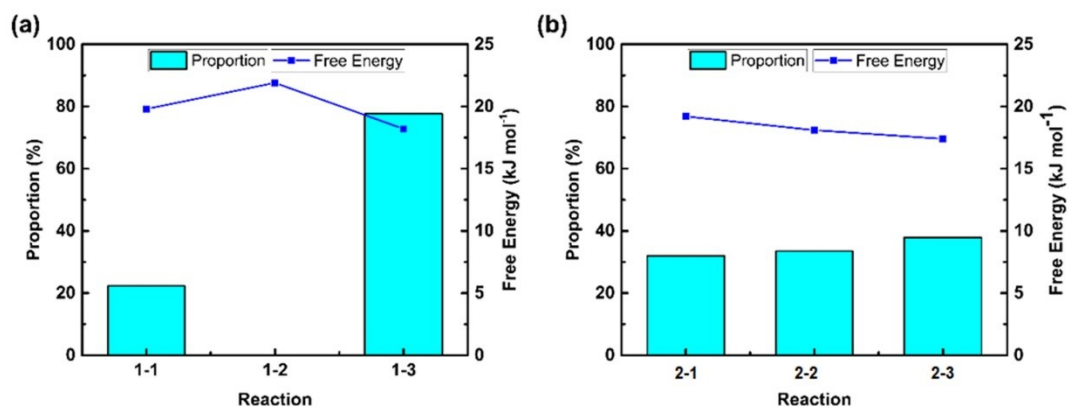 (a)
Proportion
Free Energy
Proportion (%)
100
80
60
40
20
0
Free Energy (kJ mol⁻¹)
25
20
15
10
5
0
1-1
1-2
1-3
Reaction
(b)
Proportion
Free Energy
Proportion (%)
100
80
60
40
20
0
Free Energy (kJ mol⁻¹)
25
20
15
10
5
0
2-1
2-2
2-3
Reaction